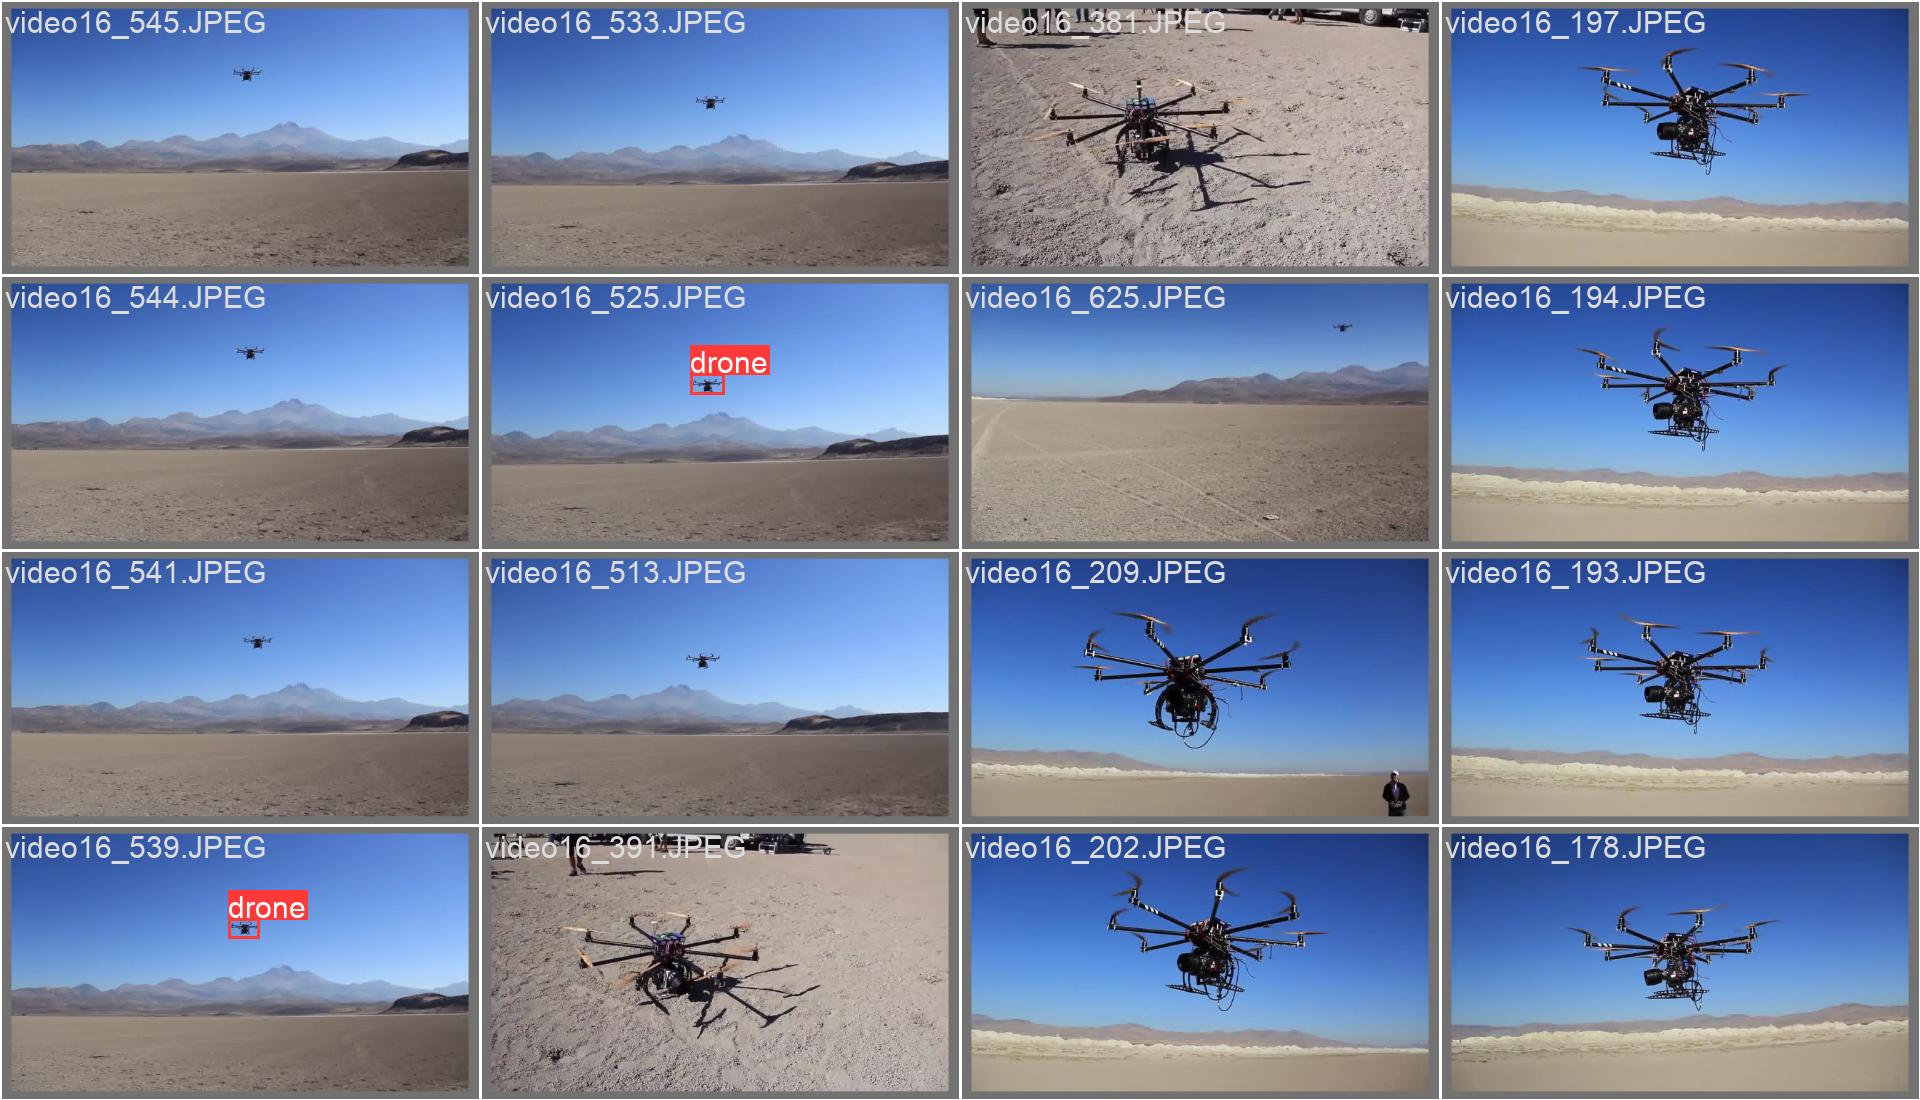 video16_545.JPEG
video16_533.JPEG
video16_381.JPEG
video16_197.JPEG
video16_544.JPEG
video16_525.JPEG
drone
video16_625.JPEG
video16_194.JPEG
video16_541.JPEG
video16_513.JPEG
video16_209.JPEG
video16_193.JPEG
video16_539.JPEG
drone
video16_391.JPEG
video16_202.JPEG
video16_178.JPEG